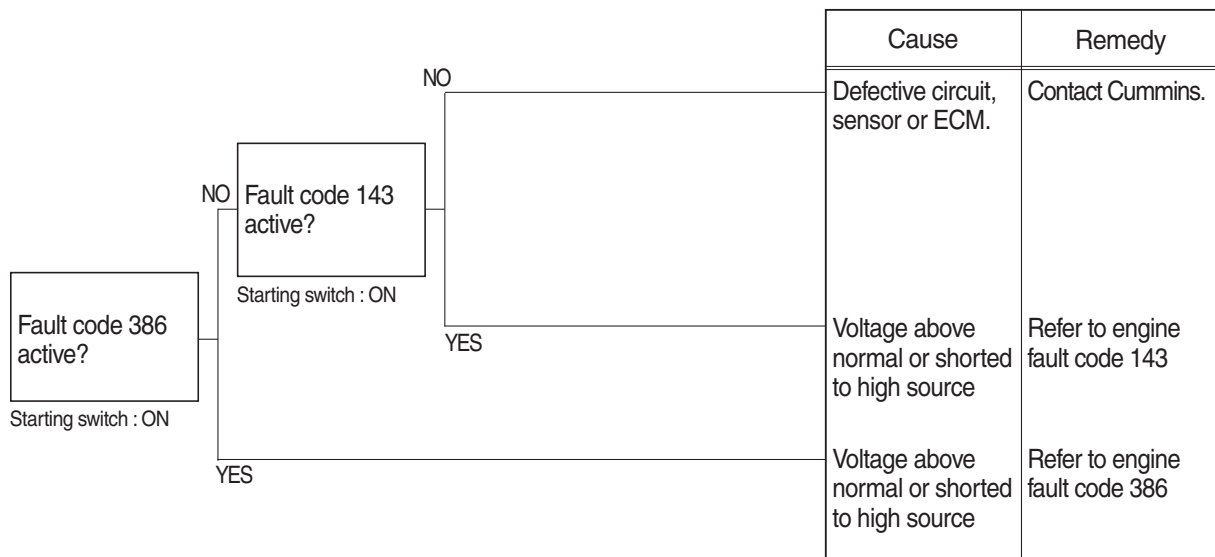 Cause
Remedy
NO
Defective circuit,
sensor or ECM.
Contact Cummins.
NO
Fault code 143
active?
Starting switch : ON
Fault code 386
active?
Starting switch : ON
YES
Voltage above
normal or shorted
to high source
Refer to engine
fault code 143
YES
Voltage above
normal or shorted
to high source
Refer to engine
fault code 386